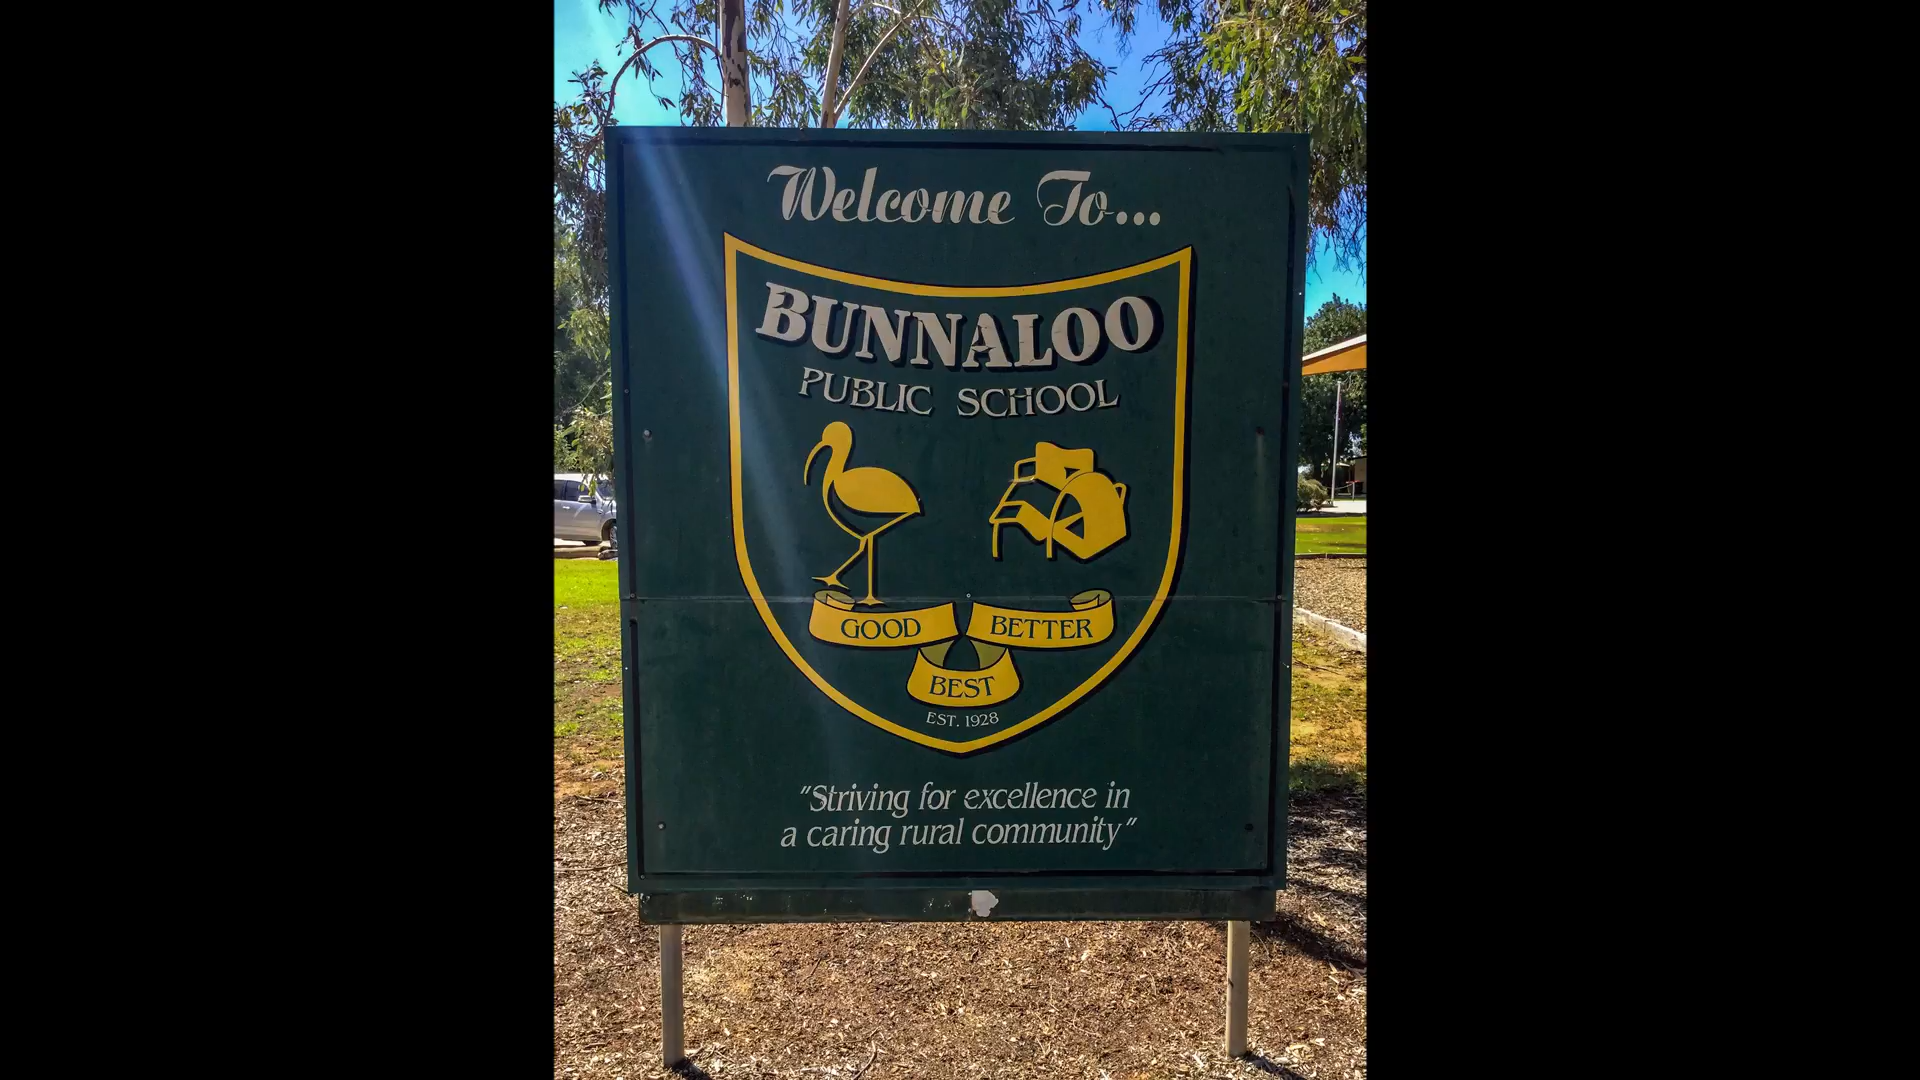 Welcome To...
BUNNALOO
PUBLIC SCHOOL
GOOD
BETTER
BEST
EST. 1928
"Striving for excellence in
a caring rural community"